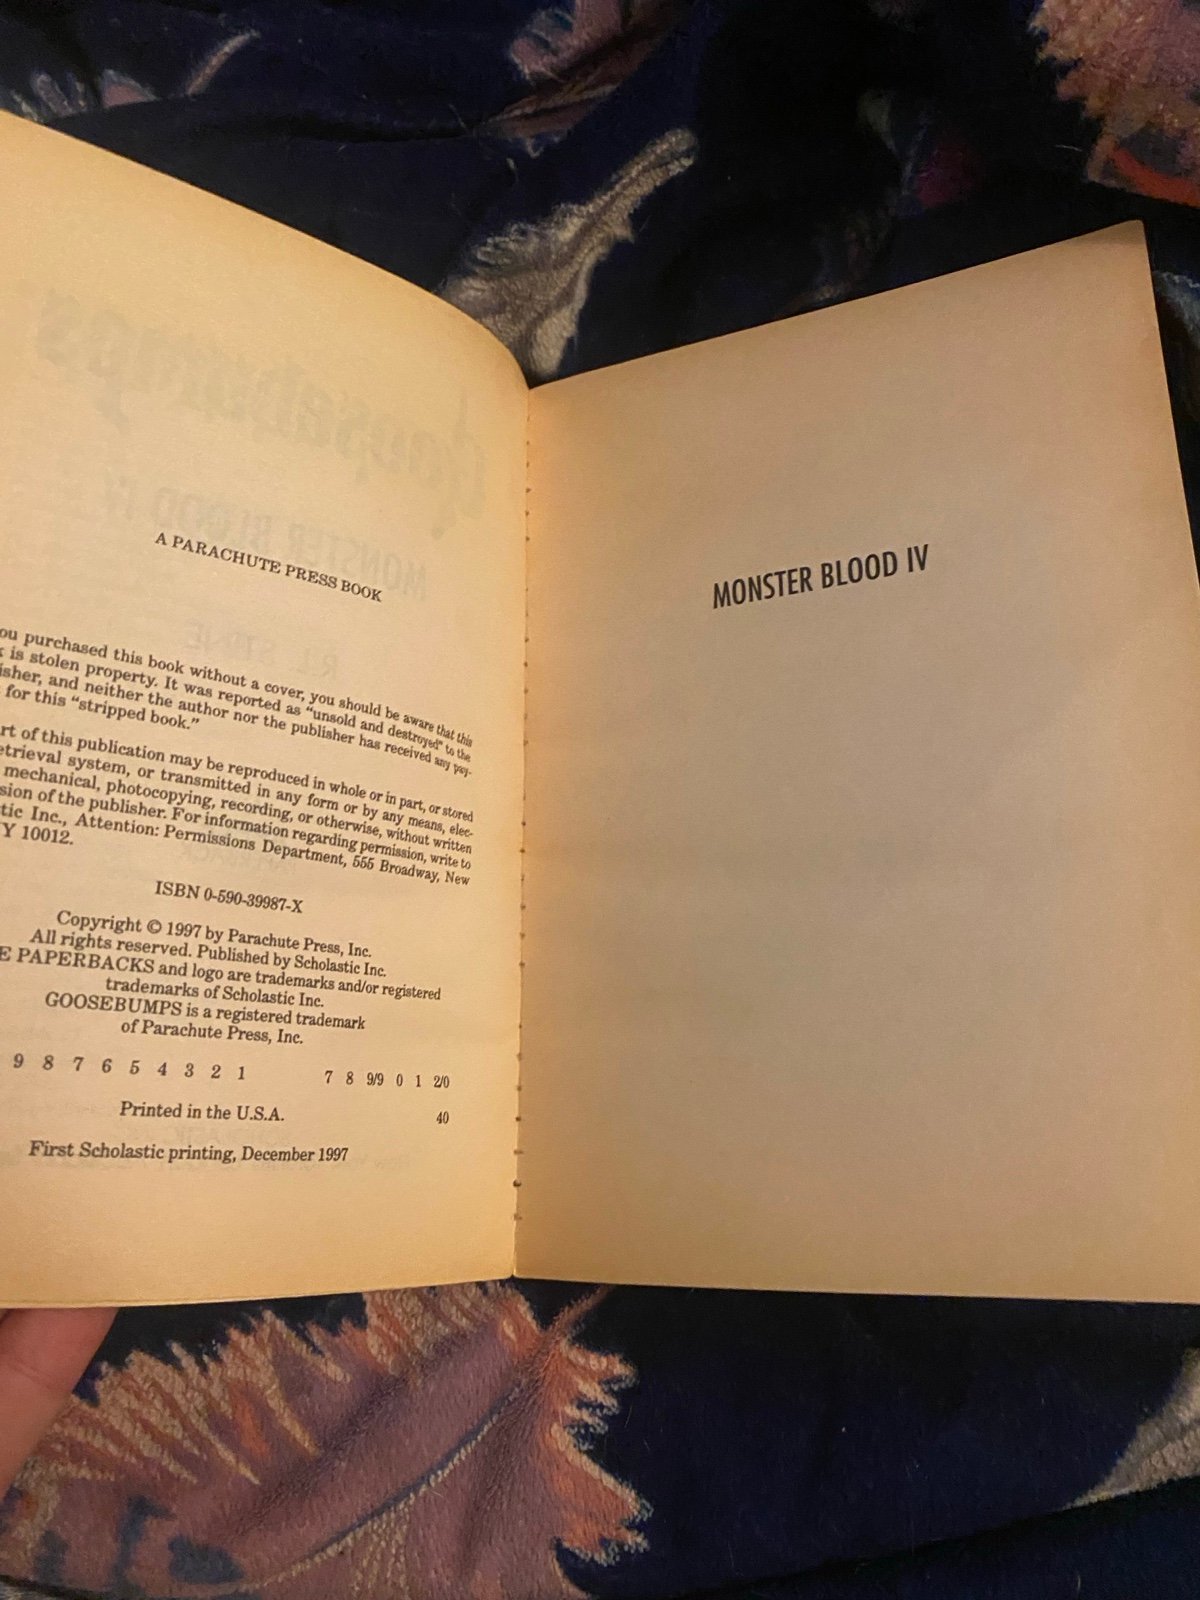 A PARACHUTE PRESS BOOK
ou purchased this book without a cover, you should be aware that this
is stolen property. It was reported as "unsold and destroyed" to the
isher, and neither the author nor the publisher has received any pay-
for this "stripped book."
rt of this publication may be reproduced in whole or in part, or stored
etrieval system, or transmitted in any form or by any means, elec-
mechanical, photocopying, recording, or otherwise, without written
sion of the publisher. For information regarding permission, write to
tic Inc., Attention: Permissions Department, 555 Broadway, New
Y 10012.
ISBN 0-590-39987-X
Copyright © 1997 by Parachute Press, Inc.
All rights reserved. Published by Scholastic Inc.
E PAPERBACKS and logo are trademarks and/or registered
trademarks of Scholastic Inc.
GOOSEBUMPS is a registered trademark
of Parachute Press, Inc.
9 8 7 6 5 4 3 2 1 7 8 9/9 0 1 2/0
Printed in the U.S.A. 40
First Scholastic printing, December 1997
MONSTER BLOOD IV